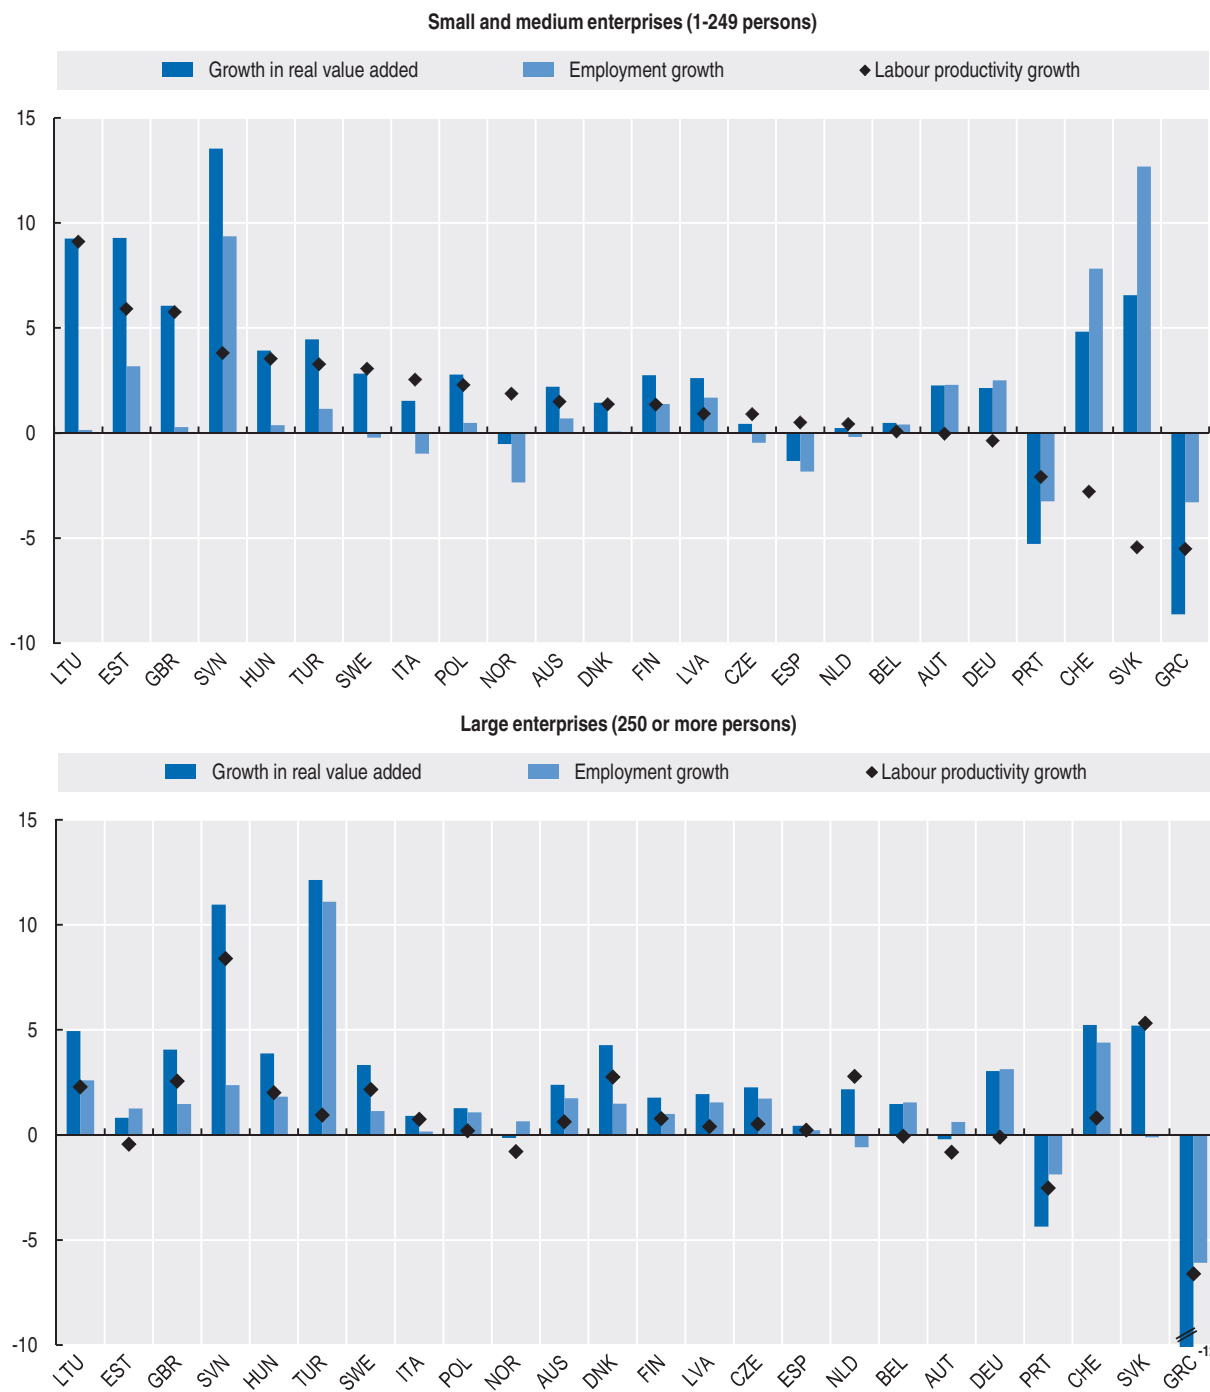 Small and medium enterprises (1-249 persons)
Growth in real value added Employment growth Labour productivity growth
15
10
5
0
-5
-10
LTU EST GBR SVN HUN TUR SWE ITA POL NOR AUS DNK FIN LVA CZE ESP NLD BEL AUT DEU PRT CHE SVK GRC
Large enterprises (250 or more persons)
Growth in real value added Employment growth Labour productivity growth
15
10
5
0
-5
-10
LTU EST GBR SVN HUN TUR SWE ITA POL NOR AUS DNK FIN LVA CZE ESP NLD BEL AUT DEU PRT CHE SVK GRC